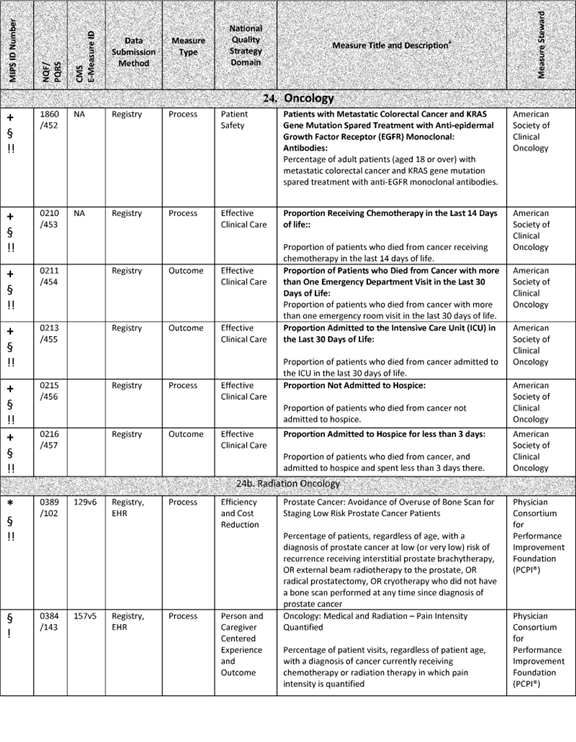 MIPS ID Number
NQF/
PQRS
CMS
E-Measure ID
Data
Submission
Method
Measure
Type
National
Quality
Strategy
Domain
Measure Title and Description¥
Measure Steward
24. Oncology
+
§
!!
1860
/452
NA
Registry
Process
Patient
Safety
Patients with Metastatic Colorectal Cancer and KRAS
Gene Mutation Spared Treatment with Anti-epidermal
Growth Factor Receptor (EGFR) Monoclonal:
Antibodies:
Percentage of adult patients (aged 18 or over) with
metastatic colorectal cancer and KRAS gene mutation
spared treatment with anti-EGFR monoclonal antibodies.
American
Society of
Clinical
Oncology
+
§
!!
0210
/453
NA
Registry
Process
Effective
Clinical Care
Proportion Receiving Chemotherapy in the Last 14 Days
of life::
Proportion of patients who died from cancer receiving
chemotherapy in the last 14 days of life.
American
Society of
Clinical
Oncology
+
§
!!
0211
/454
Registry
Outcome
Effective
Clinical Care
Proportion of Patients who Died from Cancer with more
than One Emergency Department Visit in the Last 30
Days of Life:
Proportion of patients who died from cancer with more
than one emergency room visit in the last 30 days of life.
American
Society of
Clinical
Oncology
+
§
!!
0213
/455
Registry
Outcome
Effective
Clinical Care
Proportion Admitted to the Intensive Care Unit (ICU) in
the Last 30 Days of Life:
Proportion of patients who died from cancer admitted to
the ICU in the last 30 days of life.
American
Society of
Clinical
Oncology
+
§
!!
0215
/456
Registry
Process
Effective
Clinical Care
Proportion Not Admitted to Hospice:
Proportion of patients who died from cancer not
admitted to hospice.
American
Society of
Clinical
Oncology
+
§
!!
0216
/457
Registry
Outcome
Effective
Clinical Care
Proportion Admitted to Hospice for less than 3 days:
Proportion of patients who died from cancer, and
admitted to hospice and spent less than 3 days there.
American
Society of
Clinical
Oncology
24b. Radiation Oncology
*
§
!!
0389
/102
129v6
Registry,
EHR
Process
Efficiency
and Cost
Reduction
Prostate Cancer: Avoidance of Overuse of Bone Scan for
Staging Low Risk Prostate Cancer Patients
Percentage of patients, regardless of age, with a
diagnosis of prostate cancer at low (or very low) risk of
recurrence receiving interstitial prostate brachytherapy,
OR external beam radiotherapy to the prostate, OR
radical prostatectomy, OR cryotherapy who did not have
a bone scan performed at any time since diagnosis of
prostate cancer
Physician
Consortium
for
Performance
Improvement
Foundation
(PCPI®)
§
!
0384
/143
157v5
Registry,
EHR
Process
Person and
Caregiver
Centered
Experience
and
Outcome
Oncology: Medical and Radiation – Pain Intensity
Quantified
Percentage of patient visits, regardless of patient age,
with a diagnosis of cancer currently receiving
chemotherapy or radiation therapy in which pain
intensity is quantified
Physician
Consortium
for
Performance
Improvement
Foundation
(PCPI®)